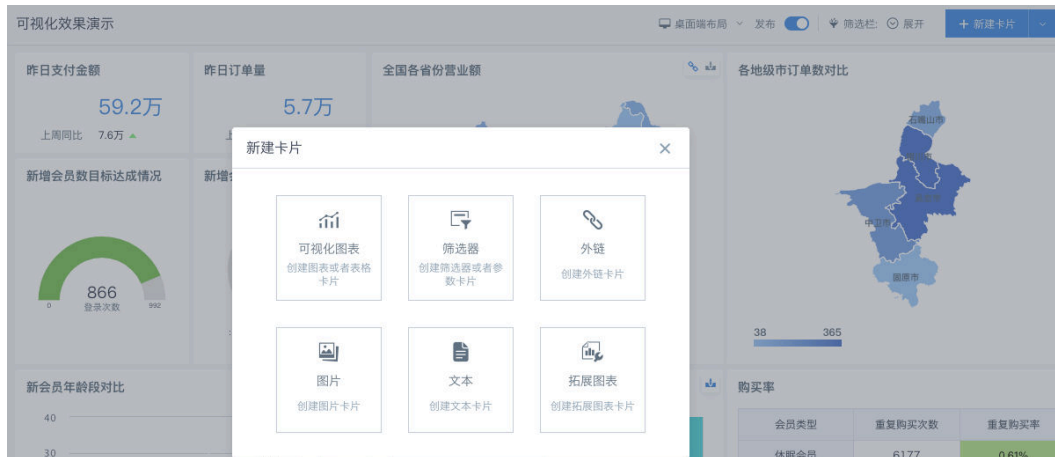 可视化效果演示
桌面端布局 发布 筛选栏: 展开 + 新建卡片
昨日支付金额
59.2万
上周同比 7.6万
昨日订单量
5.7万
全国各省份营业额
各地级市订单数对比
石嘴山市
中卫市
固原市
38 365
新增会员数目标达成情况
866
登录次数
0 992
新增
新建卡片
可视化图表
创建图表或者表格
卡片
筛选器
创建筛选器或者参
数卡片
外链
创建外链卡片
图片
创建图片卡片
文本
创建文本卡片
拓展图表
创建拓展图表卡片
新会员年龄段对比
40
30
购买率
会员类型 重复购买次数 重复购买率
休眠会员 6177 0.61%